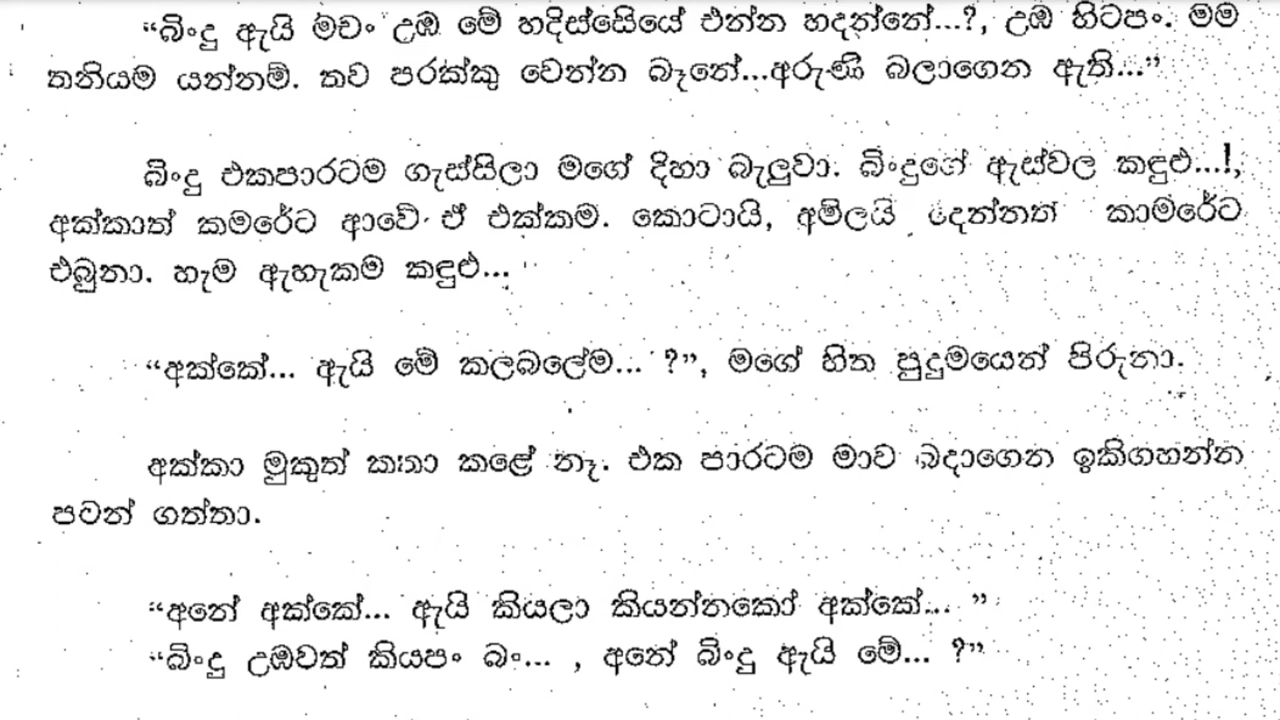 “බිංදු ඇයි මචං උඹ මේ හදිස්සියේ එන්න හදන්නේ...?, උඹ හිටපං. මම
තනියම යන්නම්. තව පරක්කු වෙන්න බෑනේ...අරුණි බලාගෙන ඇති...”
බිංදු එකපාරටම ගැස්සිලා මගේ දිහා බැලුවා. බිංදුගේ ඇස්වල කඳුළු...!,
අක්කාත් කමරේට ආවේ ඒ එක්කම. කොටායි, අමිලයි දෙන්නත් කාමරේට
එබුනා. හැම ඇහැකම කඳුළු...
“අක්කේ... ඇයි මේ කලබලේම... ?”, මගේ හිත පුදුමයෙන් පිරුනා.
අක්කා මුකුත් කතා කළේ නෑ. එක පාරටම මාව බදාගෙන ඉකිගහන්න
පටන් ගත්තා.
“අනේ අක්කේ... ඇයි කියලා කියන්නකෝ අක්කේ... ”
“බිංදු උඹවත් කියපං බං... , අනේ බිංදු ඇයි මේ... ?”